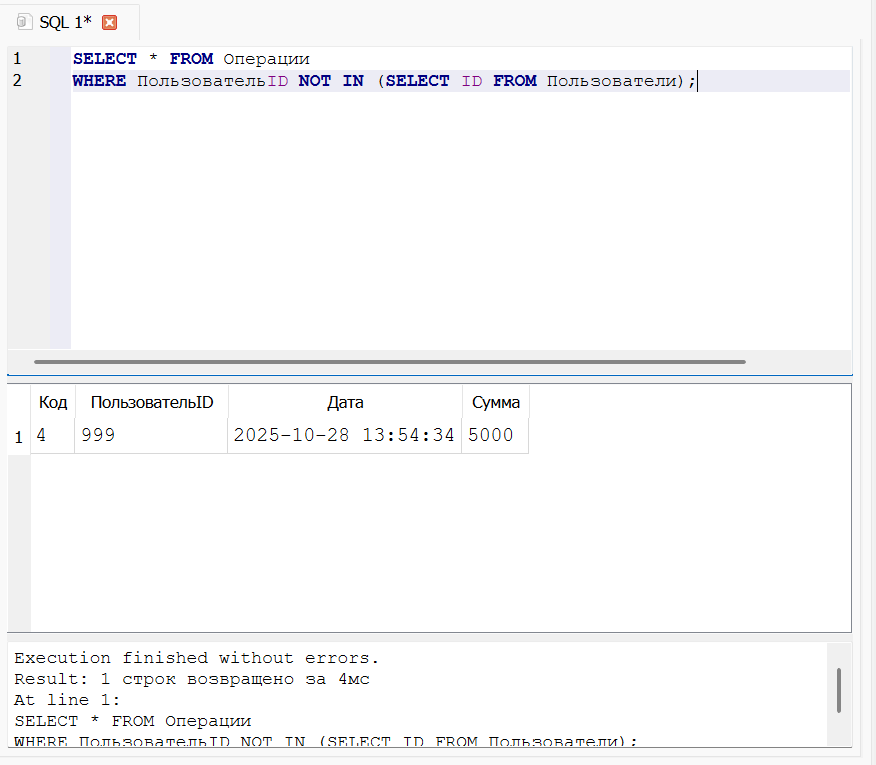 SQL 1*
1 SELECT * FROM Операции
2 WHERE ПользовательID NOT IN (SELECT ID FROM Пользователи);
Код ПользовательID Дата Сумма
1 4 999 2025-10-28 13:54:34 5000
Execution finished without errors.
Result: 1 строк возвращено за 4мс
At line 1:
SELECT * FROM Операции
WHERE ПользовательID NOT IN (SELECT ID FROM Пользователи);